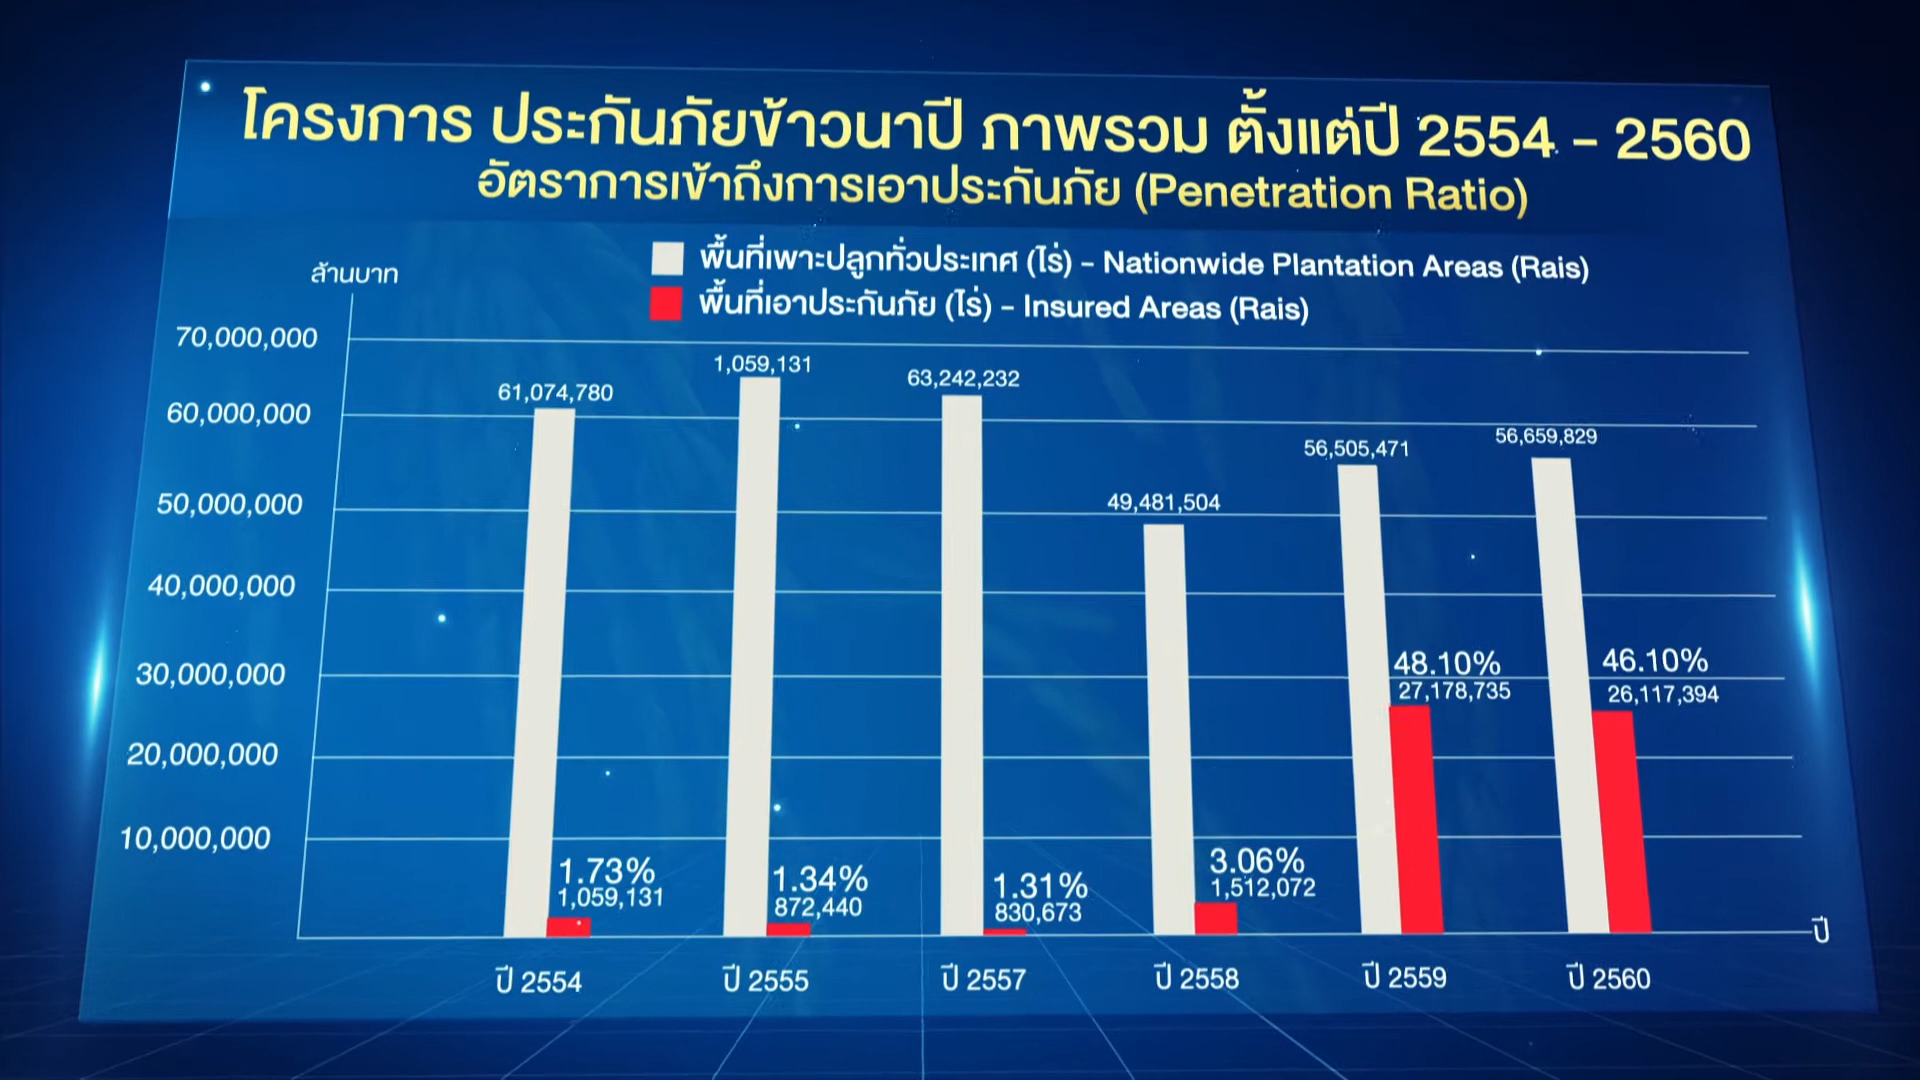 โครงการ ประกันภัยข้าวนาปี ภาพรวม ตั้งแต่ปี 2554 - 2560
อัตราการเข้าถึงการเอาประกันภัย (Penetration Ratio)
พื้นที่เพาะปลูกทั่วประเทศ (ไร่) - Nationwide Plantation Areas (Rais)
พื้นที่เอาประกันภัย (ไร่) - Insured Areas (Rais)
ล้านบาท
70,000,000
60,000,000
50,000,000
40,000,000
30,000,000
20,000,000
10,000,000
61,074,780
1,059,131
63,242,232
49,481,504
56,505,471
56,659,829
1.73%
1,059,131
1.34%
872,440
1.31%
830,673
3.06%
1,512,072
48.10%
27,178,735
46.10%
26,117,394
ปี 2554
ปี 2555
ปี 2557
ปี 2558
ปี 2559
ปี 2560
ปี